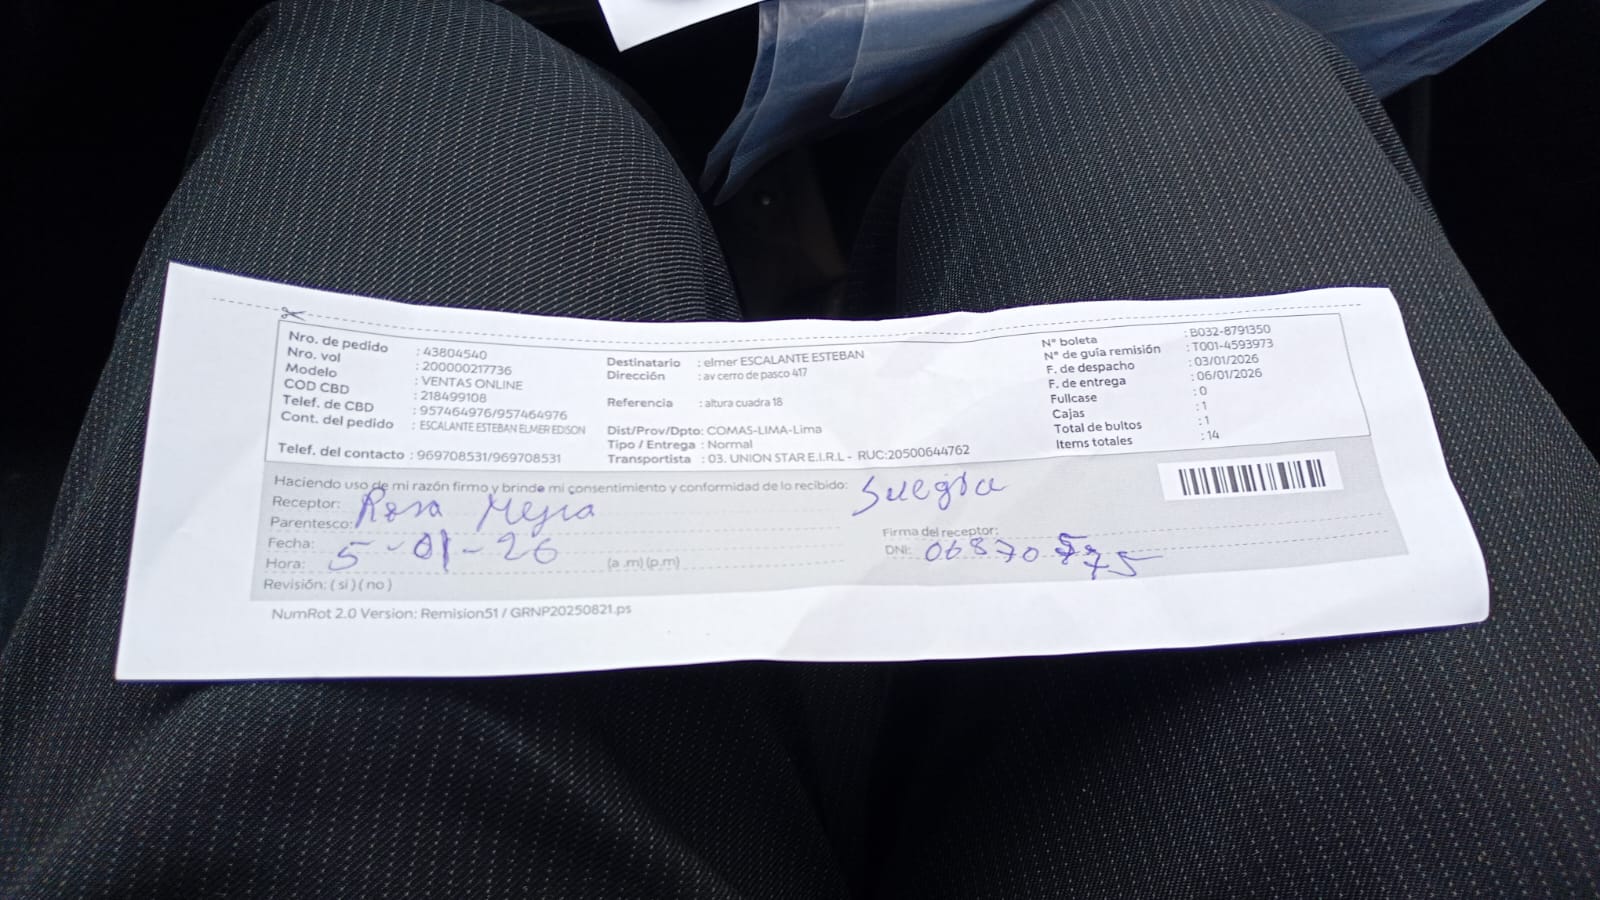 Nro. de pedido : 43804540
Nro. vol : 200000217736
Modelo : VENTAS ONLINE
COD CBD : 218499108
Telef. de CBD : 957464976/957464976
Cont. del pedido : ESCALANTE ESTEBAN ELMER EDISON
Telef. del contacto : 969708531/969708531
Destinatario : elmer ESCALANTE ESTEBAN
Dirección : av cerro de pasco 417
Referencia : altura cuadra 18
Dist/Prov/Dpto: COMAS-LIMA-Lima
Tipo / Entrega : Normal
Transportista : 03. UNION STAR E.I.R.L - RUC:20500644762
N° boleta : B032-8791350
N° de guía remisión : T001-4593973
F. de despacho : 03/01/2026
F. de entrega : 06/01/2026
Fullcase : 0
Cajas : 1
Total de bultos : 1
Items totales : 14
Haciendo uso de mi razón firmo y brinde mi consentimiento y conformidad de lo recibido: Suegra
Receptor: Rosa Mejia
Parentesco:
Fecha: 5-01-26
Hora: (a .m) (p.m)
Revisión: ( si ) ( no )
Firma del receptor:
DNI: 06870
NumRot 2.0 Version: Remision51 / GRNP20250821.ps